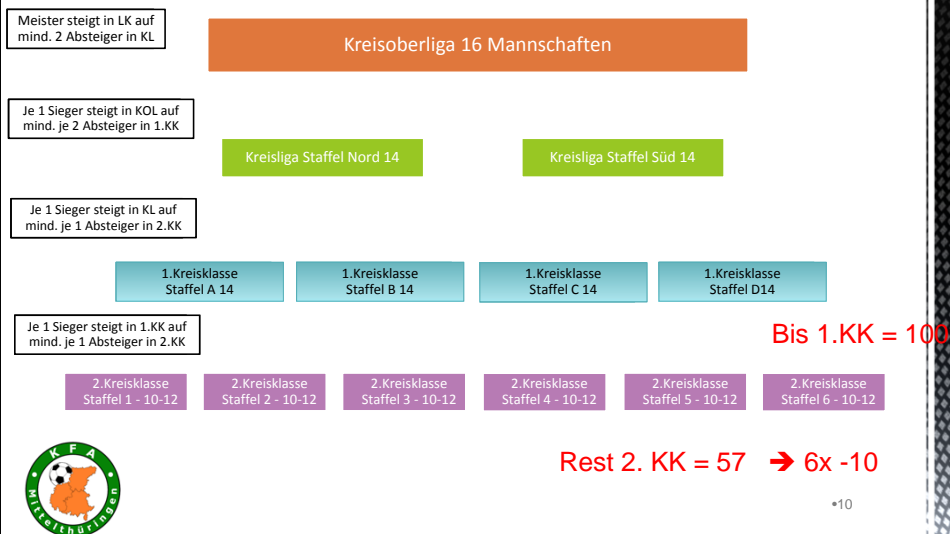 Meister steigt in LK auf
mind. 2 Absteiger in KL
Kreisoberliga 16 Mannschaften
Je 1 Sieger steigt in KOL auf
mind. je 2 Absteiger in 1.KK
Kreisliga Staffel Nord 14
Kreisliga Staffel Süd 14
Je 1 Sieger steigt in KL auf
mind. je 1 Absteiger in 2.KK
1.Kreisklasse
Staffel A 14
1.Kreisklasse
Staffel B 14
1.Kreisklasse
Staffel C 14
1.Kreisklasse
Staffel D14
Je 1 Sieger steigt in 1.KK auf
mind. je 1 Absteiger in 2.KK
Bis 1.KK = 100
2.Kreisklasse
Staffel 1 - 10-12
2.Kreisklasse
Staffel 2 - 10-12
2.Kreisklasse
Staffel 3 - 10-12
2.Kreisklasse
Staffel 4 - 10-12
2.Kreisklasse
Staffel 5 - 10-12
2.Kreisklasse
Staffel 6 - 10-12
Rest 2. KK = 57 ➔ 6x -10
KFA
Mittelthüringen
•10